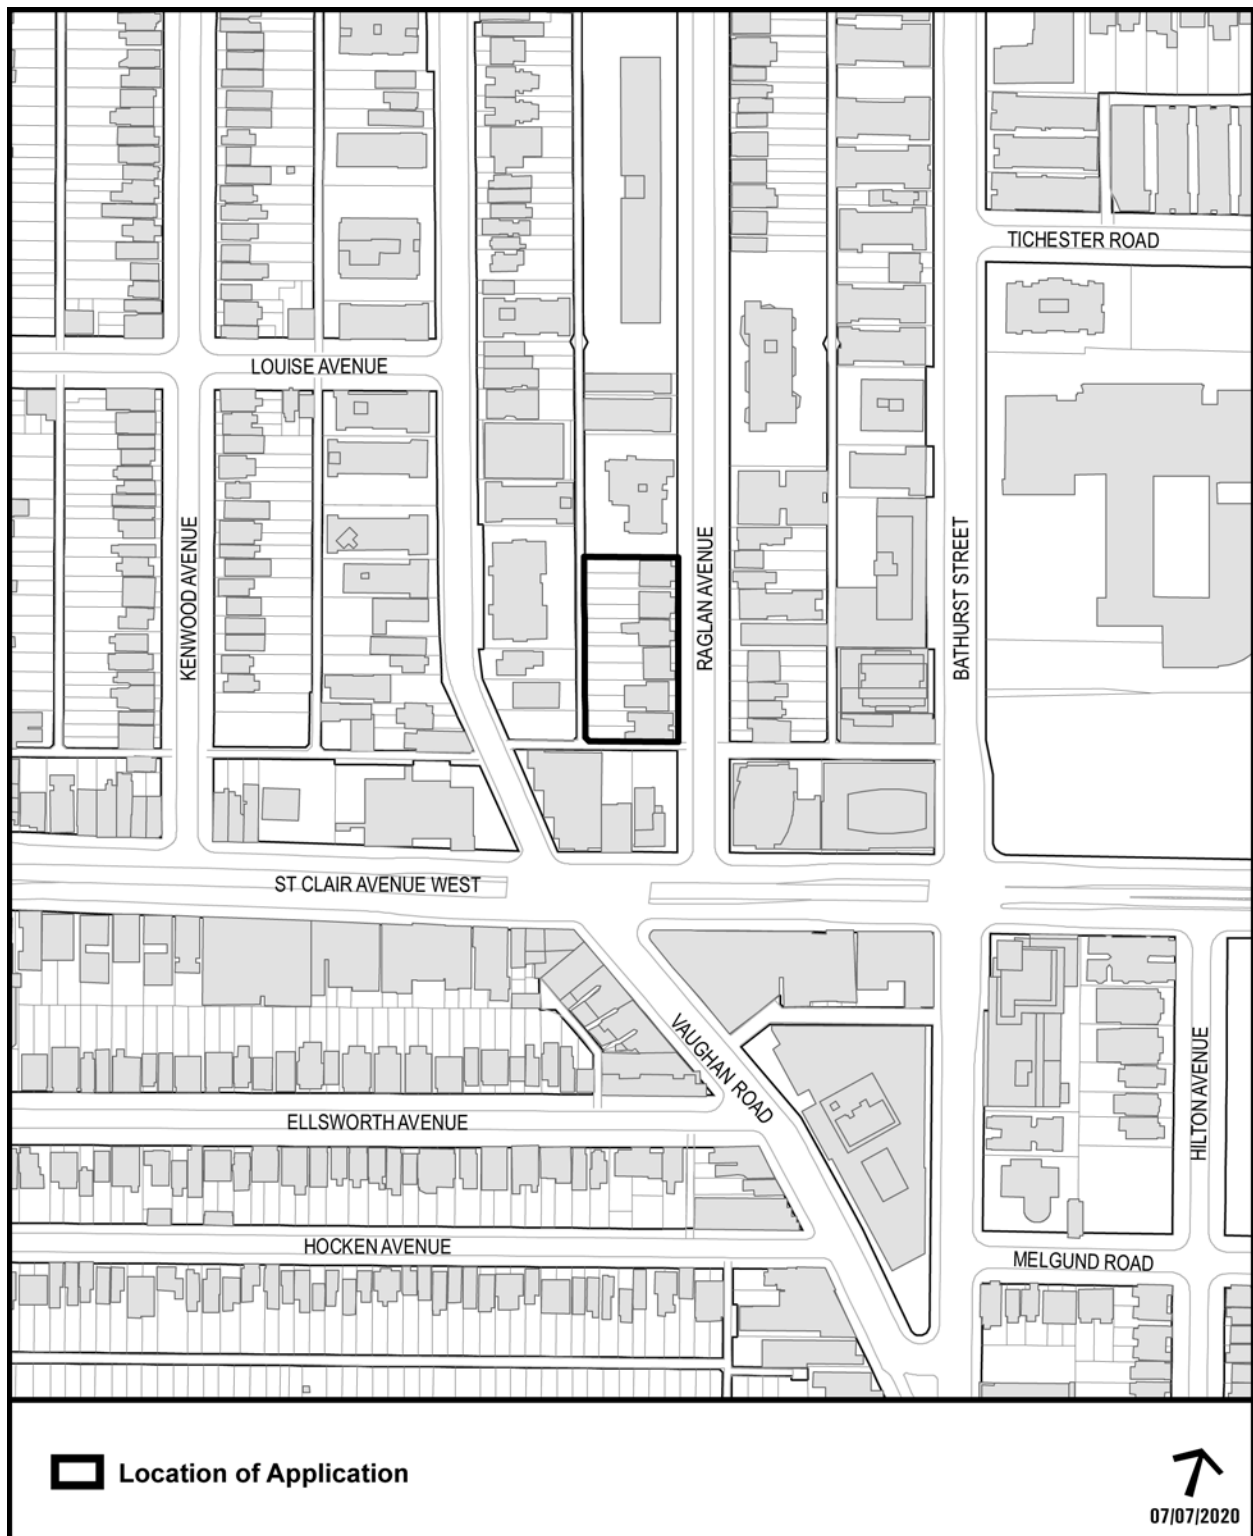 TICHESTER ROAD
LOUISE AVENUE
KENWOOD AVENUE
RAGLAN AVENUE
BATHURST STREET
ST CLAIR AVENUE WEST
VAUGHAN ROAD
HILTON AVENUE
ELLSWORTH AVENUE
HOCKEN AVENUE
MELGUND ROAD
Location of Application
07/07/2020